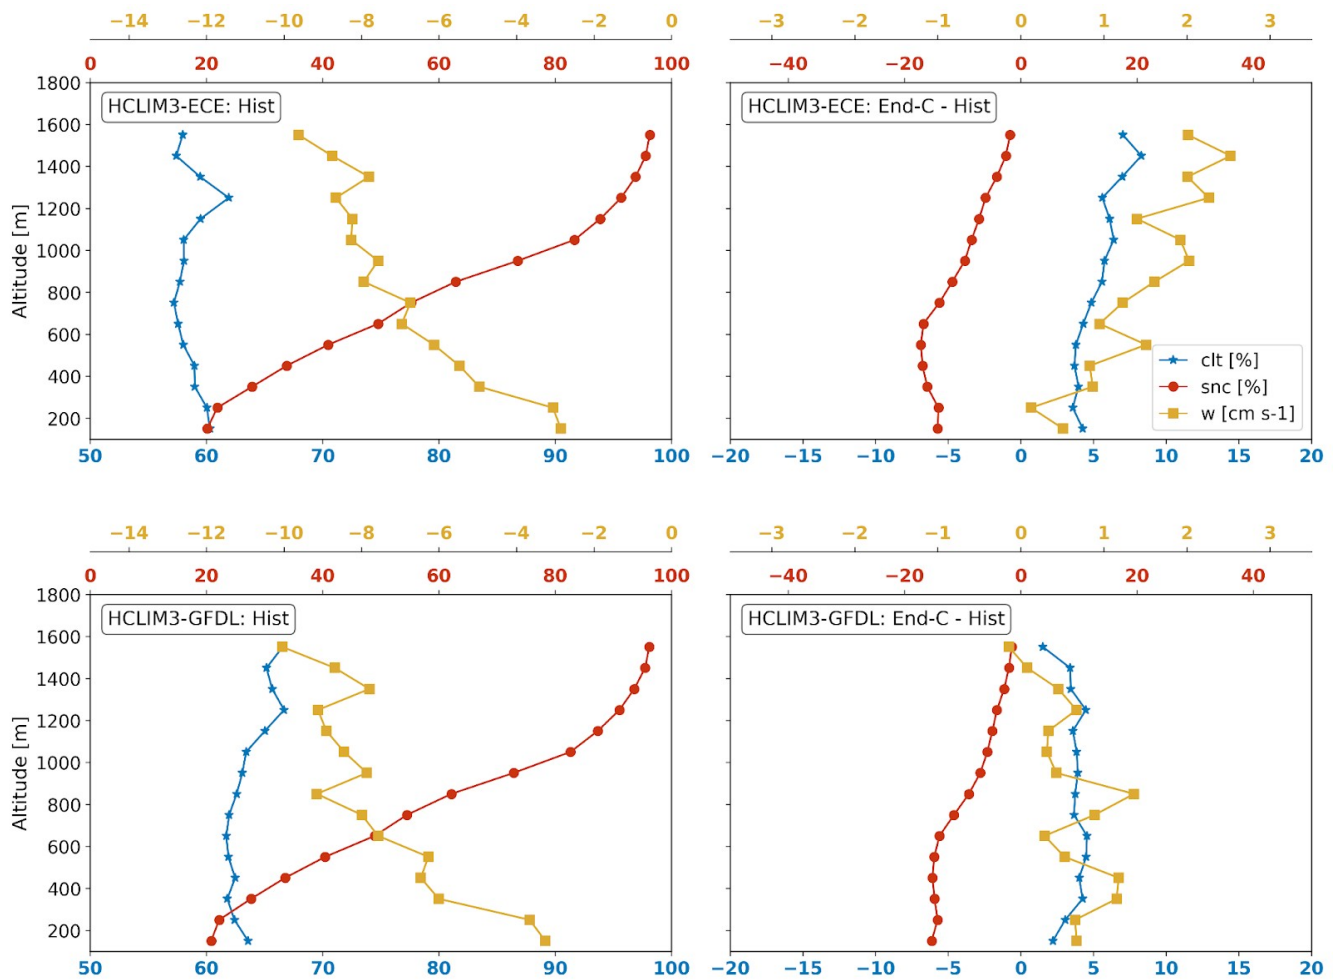 −14 −12 −10 −8 −6 −4 −2 0
−3 −2 −1 0 1 2 3
0 20 40 60 80 100
−40 −20 0 20 40
1800
1600
1400
1200
1000
800
600
400
200
Altitude [m]
HCLIM3-ECE: Hist
HCLIM3-ECE: End-C - Hist
clt [%]
snc [%]
w [cm s-1]
50 60 70 80 90 100
−20 −15 −10 −5 0 5 10 15 20
−14 −12 −10 −8 −6 −4 −2 0
−3 −2 −1 0 1 2 3
0 20 40 60 80 100
−40 −20 0 20 40
1800
1600
1400
1200
1000
800
600
400
200
Altitude [m]
HCLIM3-GFDL: Hist
HCLIM3-GFDL: End-C - Hist
50 60 70 80 90 100
−20 −15 −10 −5 0 5 10 15 20